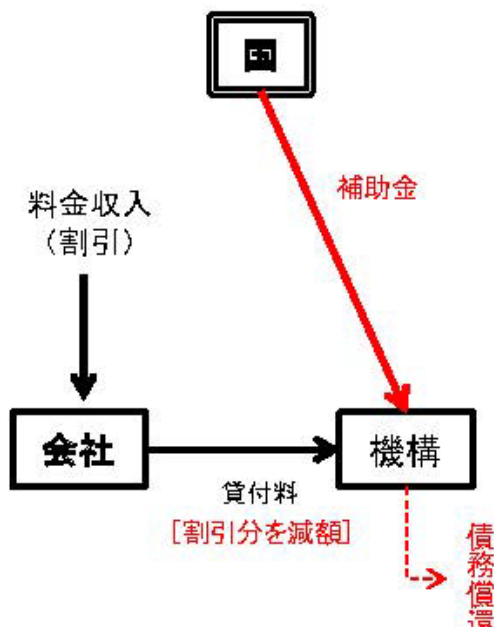 国
補助金
料金収入
（割引）
会社
機構
貸付料
［割引分を減額］
債務償還